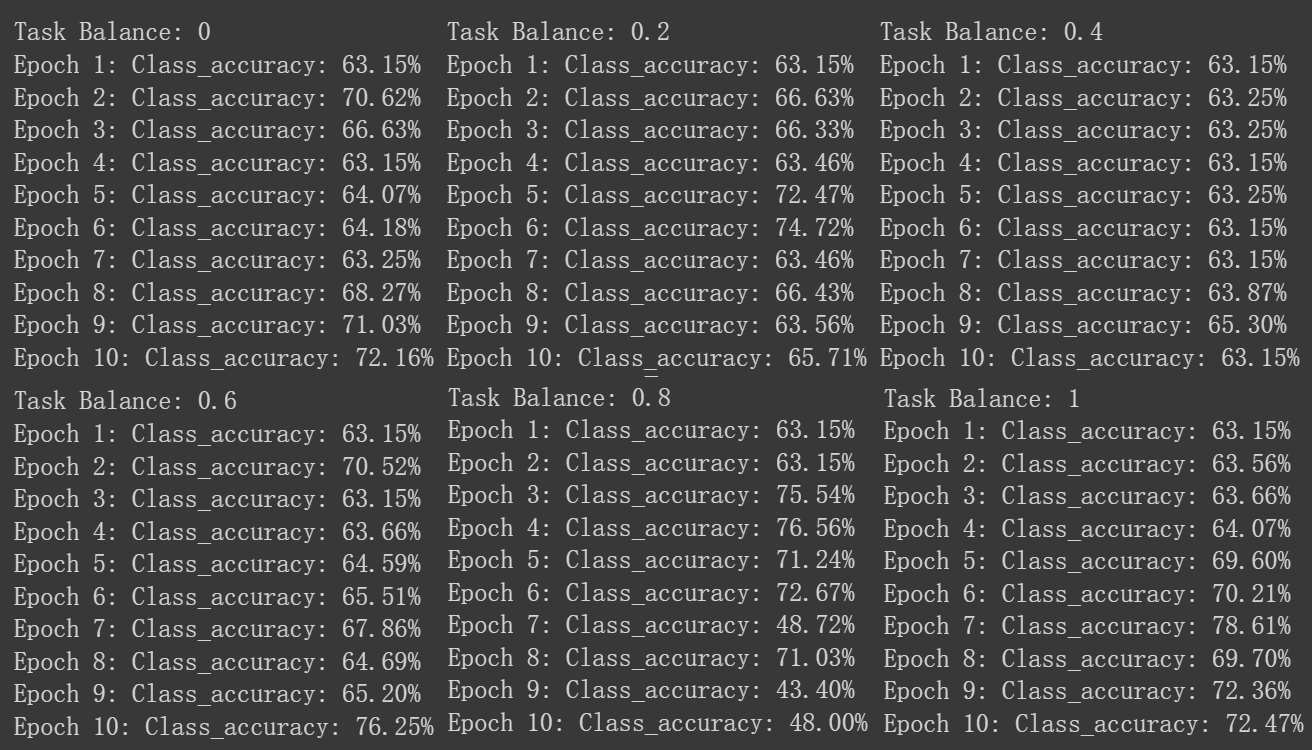 Task Balance: 0
Epoch 1: Class_accuracy: 63.15%
Epoch 2: Class_accuracy: 70.62%
Epoch 3: Class_accuracy: 66.63%
Epoch 4: Class_accuracy: 63.15%
Epoch 5: Class_accuracy: 64.07%
Epoch 6: Class_accuracy: 64.18%
Epoch 7: Class_accuracy: 63.25%
Epoch 8: Class_accuracy: 68.27%
Epoch 9: Class_accuracy: 71.03%
Epoch 10: Class_accuracy: 72.16%
Task Balance: 0.2
Epoch 1: Class_accuracy: 63.15%
Epoch 2: Class_accuracy: 66.63%
Epoch 3: Class_accuracy: 66.33%
Epoch 4: Class_accuracy: 63.46%
Epoch 5: Class_accuracy: 72.47%
Epoch 6: Class_accuracy: 74.72%
Epoch 7: Class_accuracy: 63.46%
Epoch 8: Class_accuracy: 66.43%
Epoch 9: Class_accuracy: 63.56%
Epoch 10: Class_accuracy: 65.71%
Task Balance: 0.4
Epoch 1: Class_accuracy: 63.15%
Epoch 2: Class_accuracy: 63.25%
Epoch 3: Class_accuracy: 63.25%
Epoch 4: Class_accuracy: 63.15%
Epoch 5: Class_accuracy: 63.25%
Epoch 6: Class_accuracy: 63.15%
Epoch 7: Class_accuracy: 63.15%
Epoch 8: Class_accuracy: 63.87%
Epoch 9: Class_accuracy: 65.30%
Epoch 10: Class_accuracy: 63.15%
Task Balance: 0.6
Epoch 1: Class_accuracy: 63.15%
Epoch 2: Class_accuracy: 70.52%
Epoch 3: Class_accuracy: 63.15%
Epoch 4: Class_accuracy: 63.66%
Epoch 5: Class_accuracy: 64.59%
Epoch 6: Class_accuracy: 65.51%
Epoch 7: Class_accuracy: 67.86%
Epoch 8: Class_accuracy: 64.69%
Epoch 9: Class_accuracy: 65.20%
Epoch 10: Class_accuracy: 76.25%
Task Balance: 0.8
Epoch 1: Class_accuracy: 63.15%
Epoch 2: Class_accuracy: 63.15%
Epoch 3: Class_accuracy: 75.54%
Epoch 4: Class_accuracy: 76.56%
Epoch 5: Class_accuracy: 71.24%
Epoch 6: Class_accuracy: 72.67%
Epoch 7: Class_accuracy: 48.72%
Epoch 8: Class_accuracy: 71.03%
Epoch 9: Class_accuracy: 43.40%
Epoch 10: Class_accuracy: 48.00%
Task Balance: 1
Epoch 1: Class_accuracy: 63.15%
Epoch 2: Class_accuracy: 63.56%
Epoch 3: Class_accuracy: 63.66%
Epoch 4: Class_accuracy: 64.07%
Epoch 5: Class_accuracy: 69.60%
Epoch 6: Class_accuracy: 70.21%
Epoch 7: Class_accuracy: 78.61%
Epoch 8: Class_accuracy: 69.70%
Epoch 9: Class_accuracy: 72.36%
Epoch 10: Class_accuracy: 72.47%